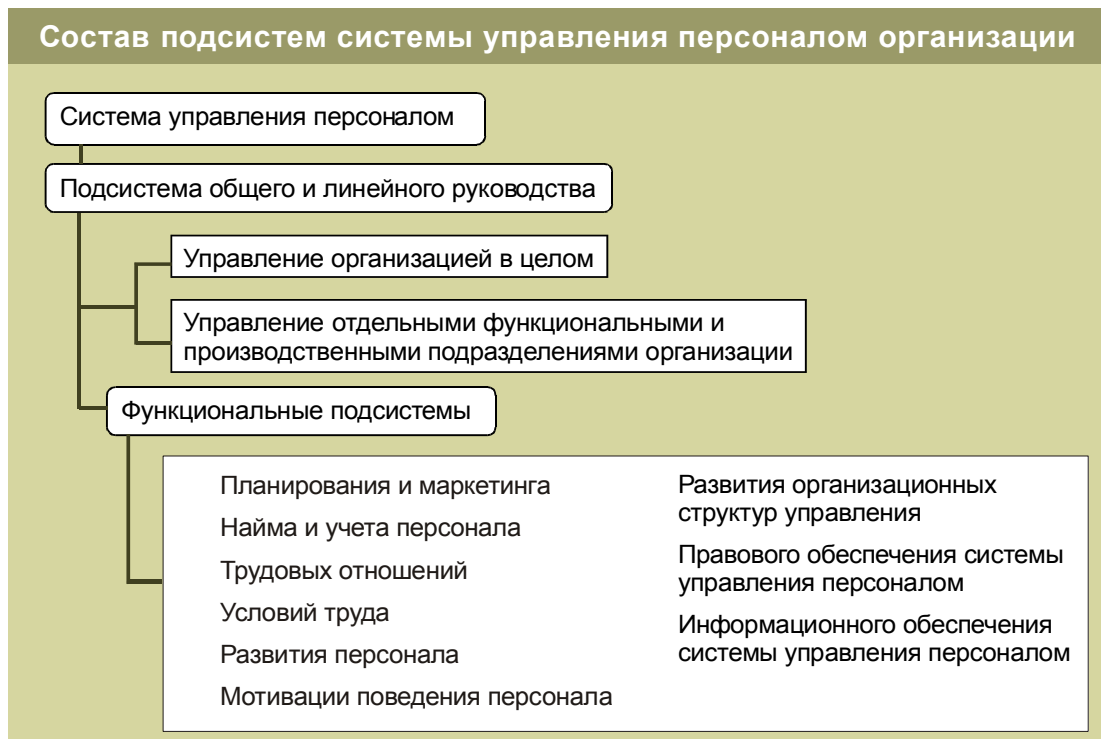 Состав подсистем системы управления персоналом организации
Система управления персоналом
Подсистема общего и линейного руководства
Управление организацией в целом
Управление отдельными функциональными и
производственными подразделениями организации
Функциональные подсистемы
Планирования и маркетинга
Найма и учета персонала
Трудовых отношений
Условий труда
Развития персонала
Мотивации поведения персонала
Развития организационных
структур управления
Правового обеспечения системы
управления персоналом
Информационного обеспечения
системы управления персоналом